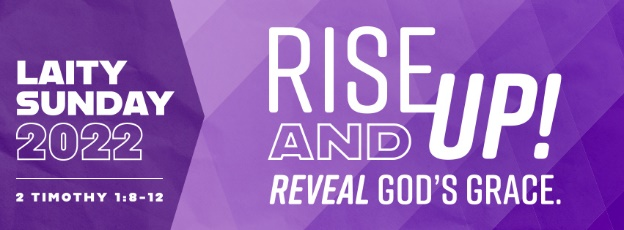 LAITY
SUNDAY
2022
2 TIMOTHY 1:8-12
RISE
AND UP!
REVEAL GOD'S GRACE.